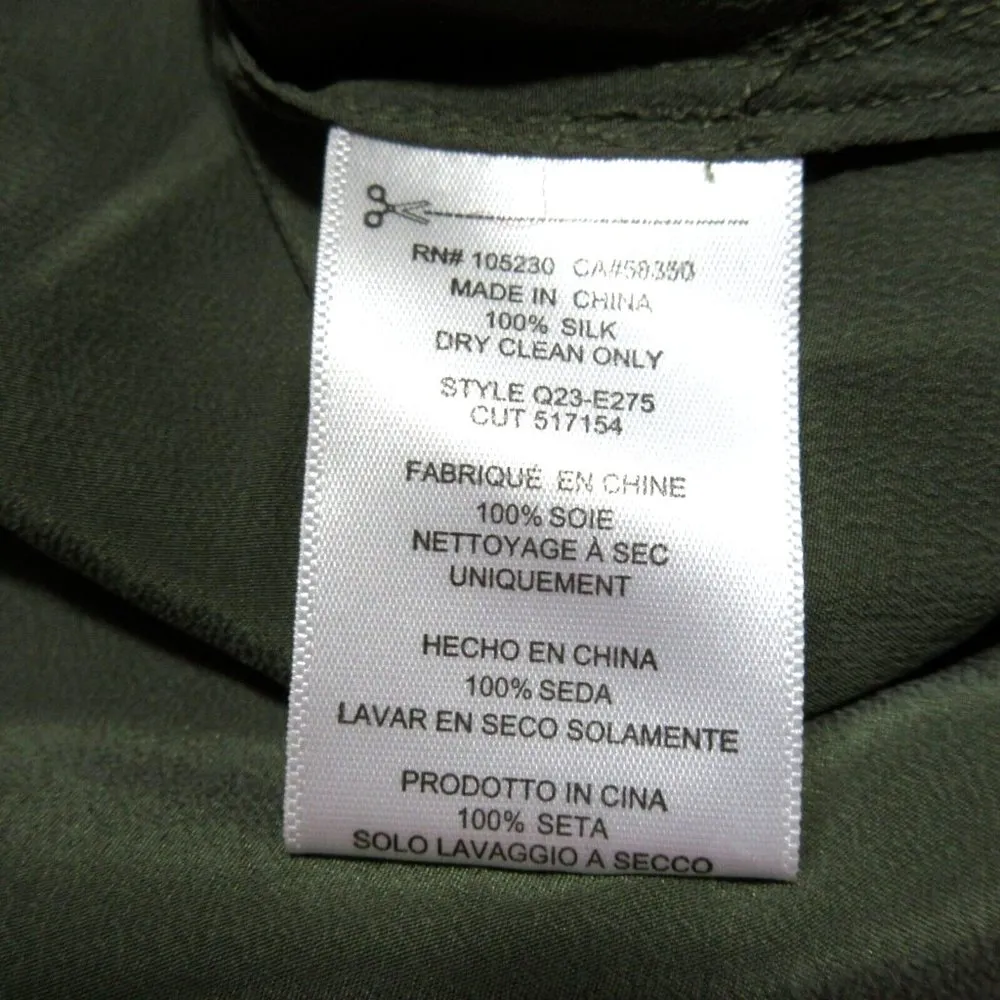 RN# 105230 CA#59350
MADE IN CHINA
100% SILK
DRY CLEAN ONLY
STYLE Q23-E275
CUT 517154
FABRIQUÉ EN CHINE
100% SOIE
NETTOYAGE À SEC
UNIQUEMENT
HECHO EN CHINA
100% SEDA
LAVAR EN SECO SOLAMENTE
PRODOTTO IN CINA
100% SETA
SOLO LAVAGGIO A SECCO